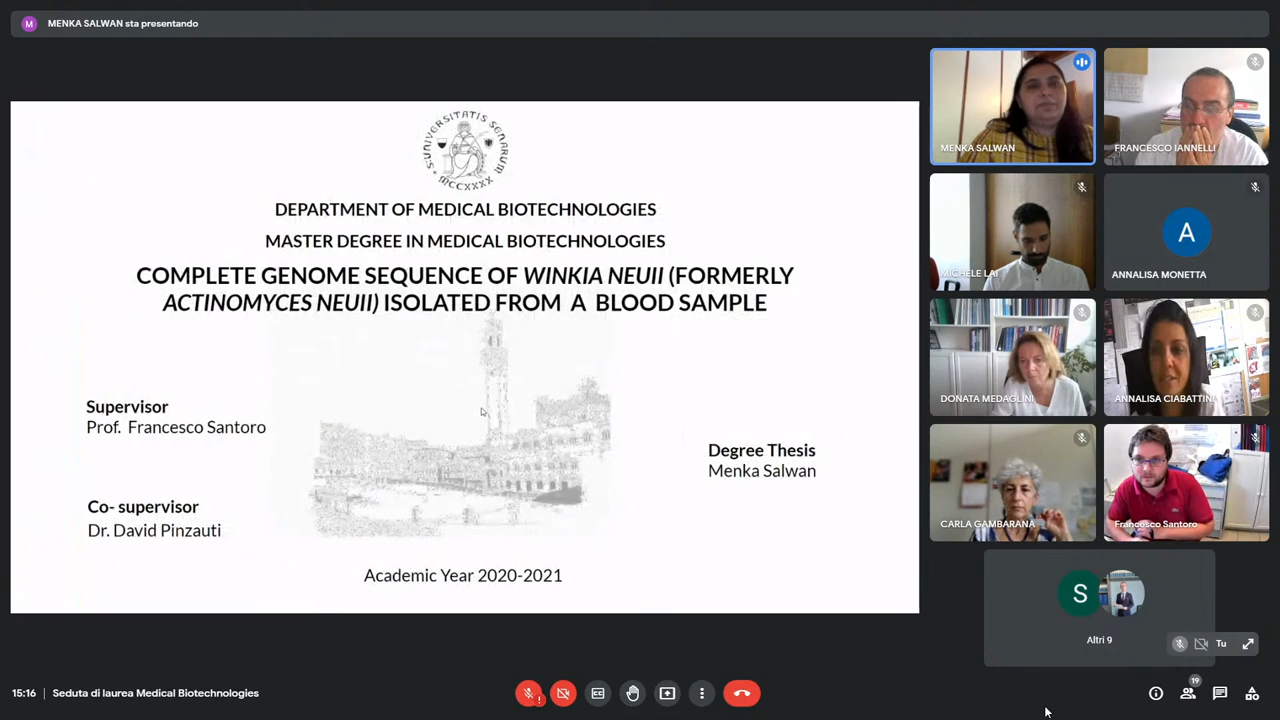 M MENKA SALWAN sta presentando
S:UNIVERSITATIS SENARUM
MCCXXXX
DEPARTMENT OF MEDICAL BIOTECHNOLOGIES
MASTER DEGREE IN MEDICAL BIOTECHNOLOGIES
COMPLETE GENOME SEQUENCE OF WINKIA NEUII (FORMERLY
ACTINOMYCES NEUII) ISOLATED FROM A BLOOD SAMPLE
Supervisor
Prof. Francesco Santoro
Degree Thesis
Menka Salwan
Co- supervisor
Dr. David Pinzauti
Academic Year 2020-2021
MENKA SALWAN
FRANCESCO IANNELLI
MICHELE LAI
A
ANNALISA MONETTA
DONATA MEDAGLINI
ANNALISA CIABATTINI
CARLA GAMBARANA
Francesco Santoro
S
Altri 9
Tu
15:16 | Seduta di laurea Medical Biotechnologies
19